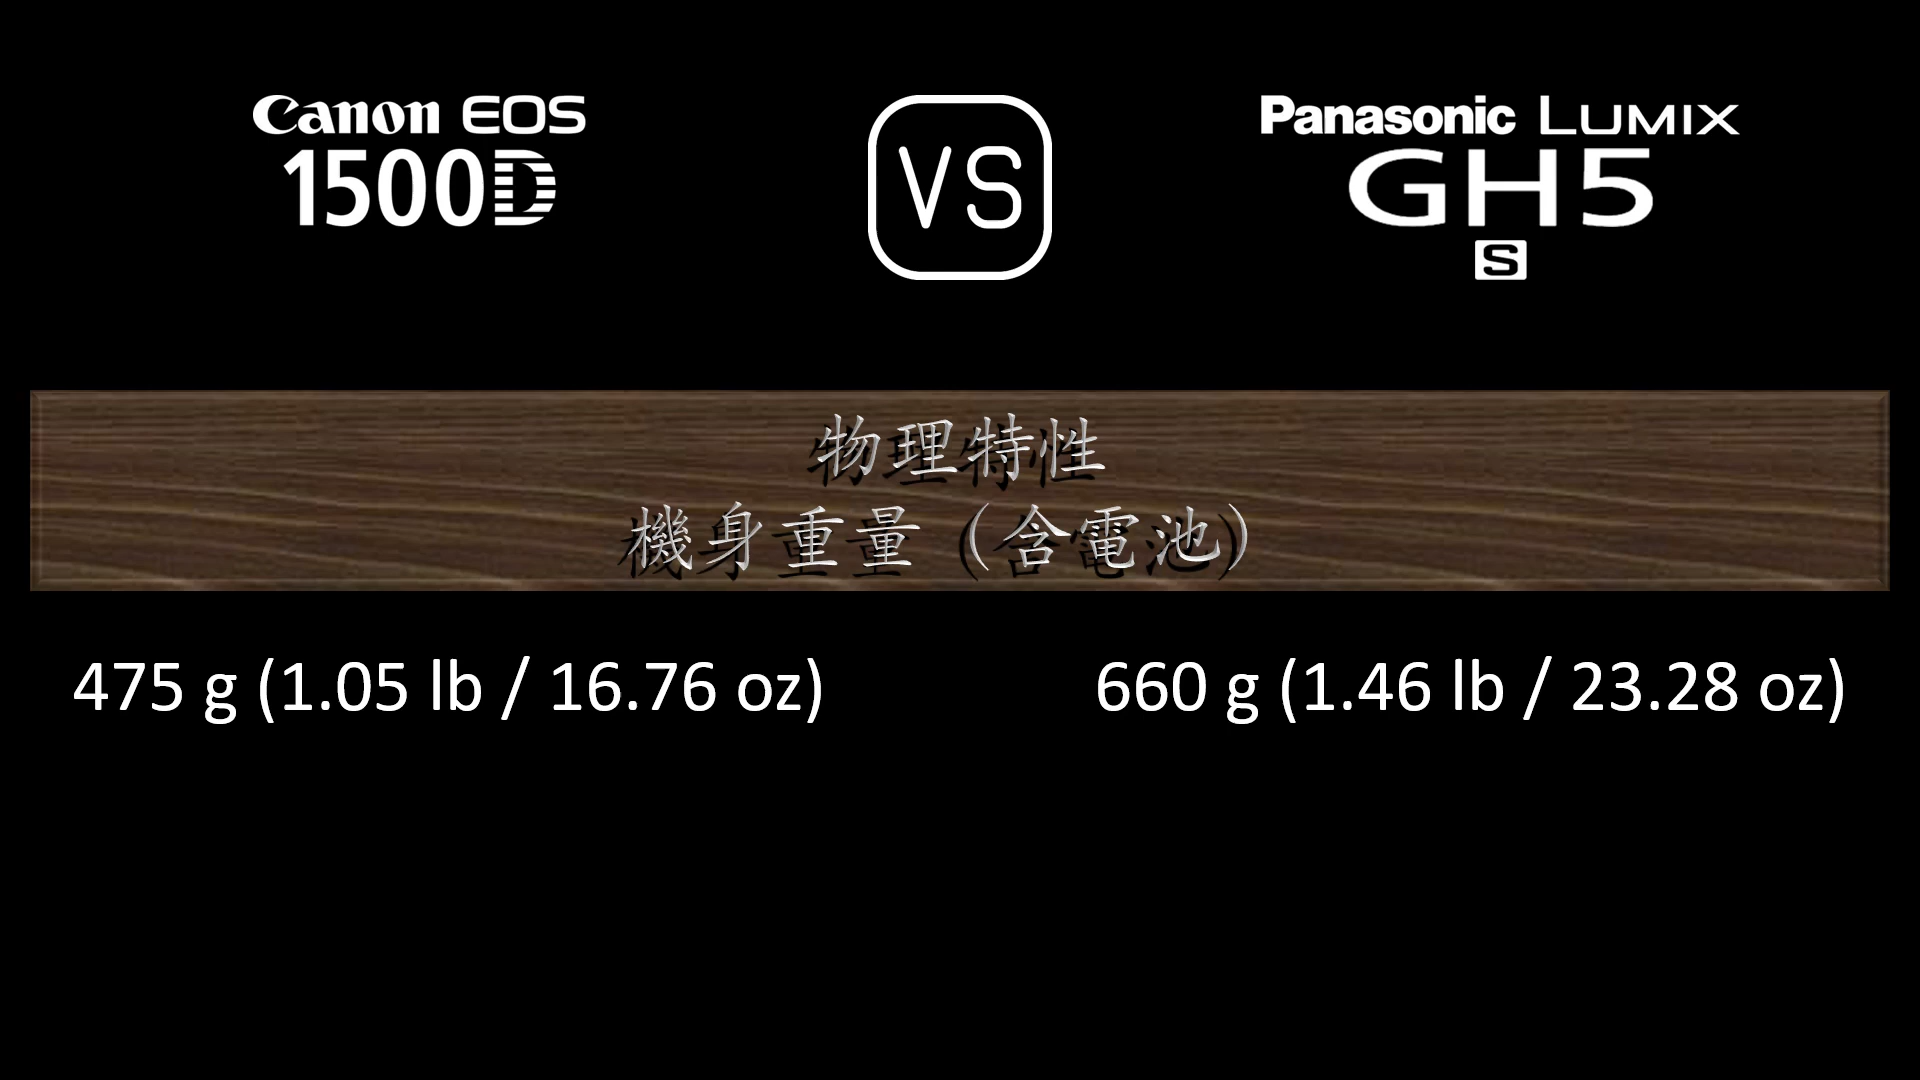 Canon EOS
1500D
VS
Panasonic LUMIX
GH5
S
物理特性
機身重量（含電池）
475 g (1.05 lb / 16.76 oz)
660 g (1.46 lb / 23.28 oz)